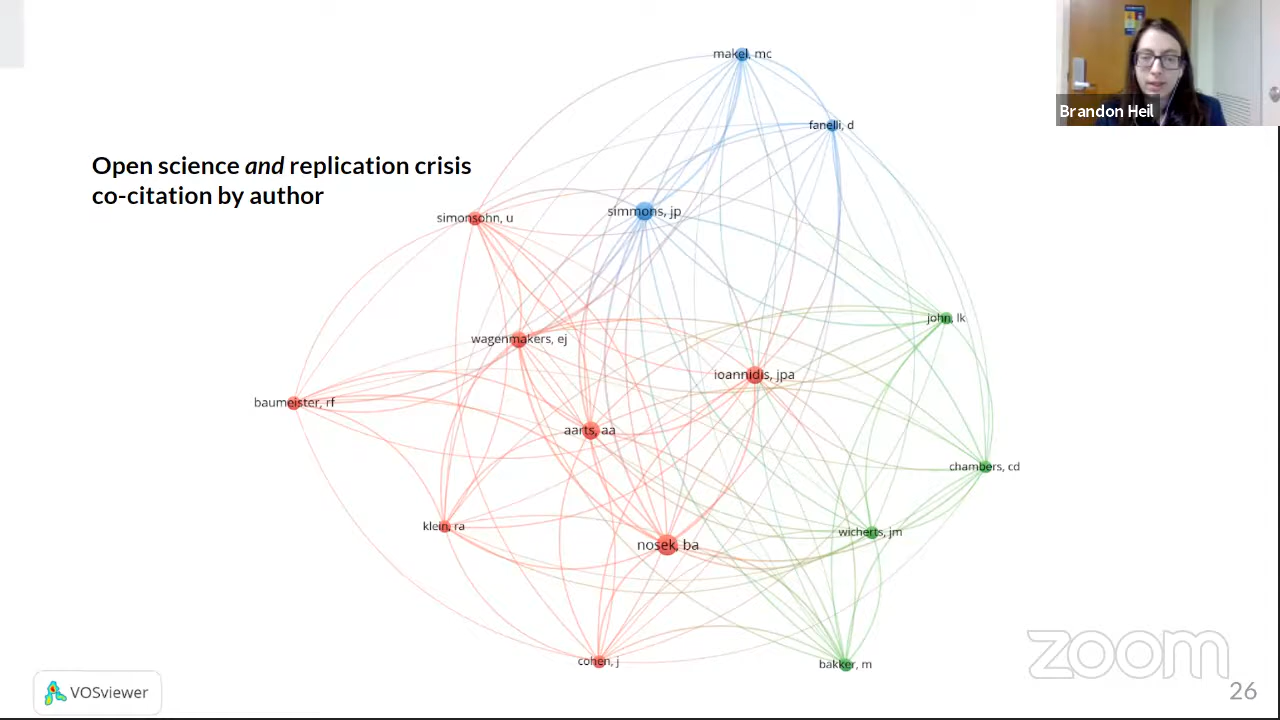 makel, mc
Brandon Heil
fanelli, d
Open science and replication crisis
co-citation by author
simonsohn, u
simmons, jp
john, lk
wagenmakers, ej
ioannidis, jpa
baumeister, rf
aarts, aa
chambers, cd
klein, ra
wicherts, jm
nosek, ba
cohen, j
bakker, m
zoom
VOSviewer
26